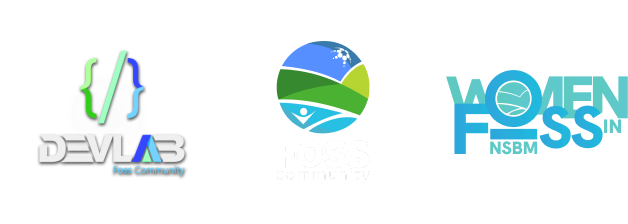 DEVLAB
Foss Community
FOSS
community
WOMEN
FOSS IN
NSBM